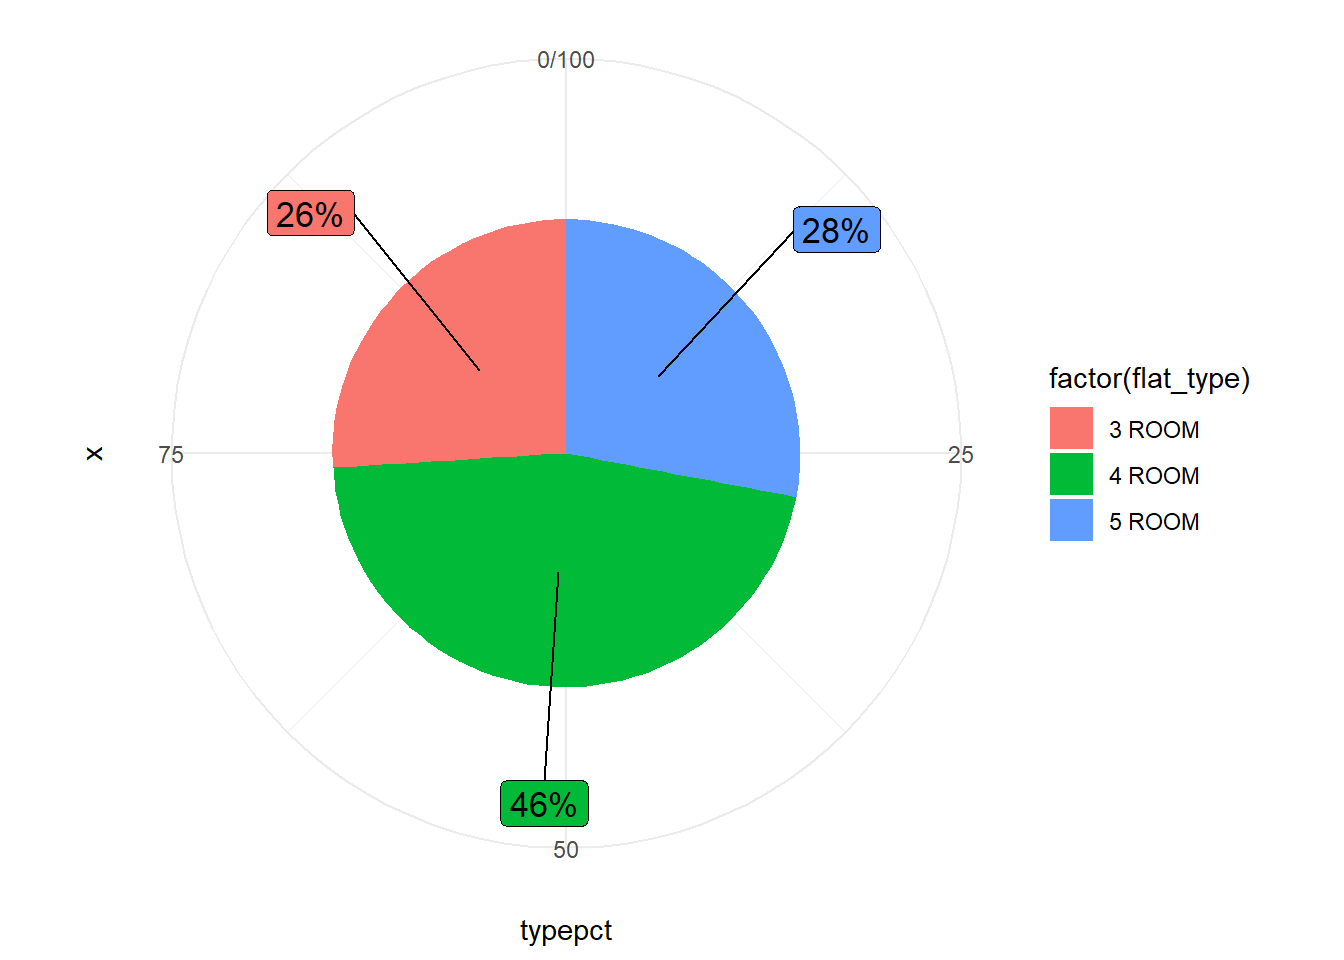 0/100
26%
28%
factor(flat_type)
3 ROOM
x
75
25
4 ROOM
5 ROOM
46%
50
typepct